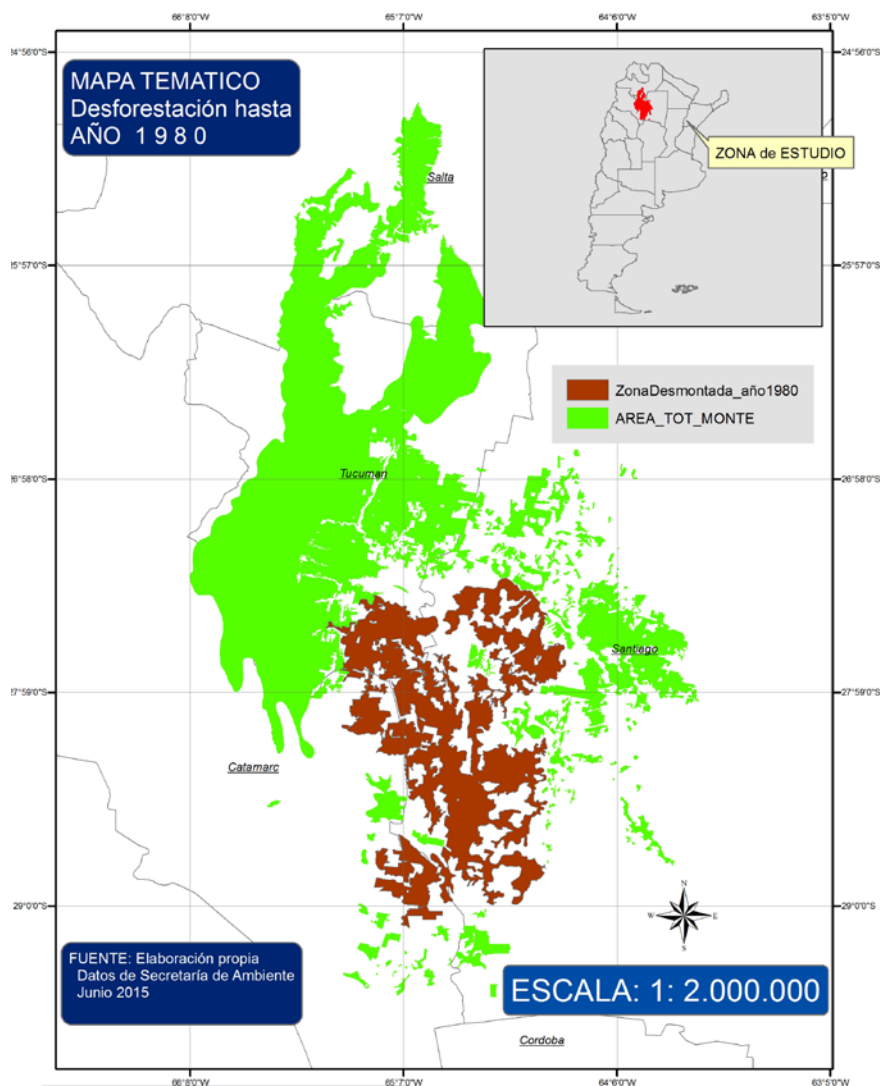 66°8'0"W 65°7'0"W 64°6'0"W 63°5'0"W
24°56'0"S 24°56'0"S
MAPA TEMATICO
Desforestación hasta
AÑO 1 9 8 0
ZONA de ESTUDIO
Salta
25°57'0"S 25°57'0"S
ZonaDesmontada_año1980
AREA_TOT_MONTE
Tucuman
26°58'0"S 26°58'0"S
Santiago
27°59'0"S 27°59'0"S
Catamarc
29°0'0"S 29°0'0"S
N
W E
S
FUENTE: Elaboración propia
Datos de Secretaría de Ambiente
Junio 2015
ESCALA: 1: 2.000.000
Cordoba
66°8'0"W 65°7'0"W 64°6'0"W 63°5'0"W